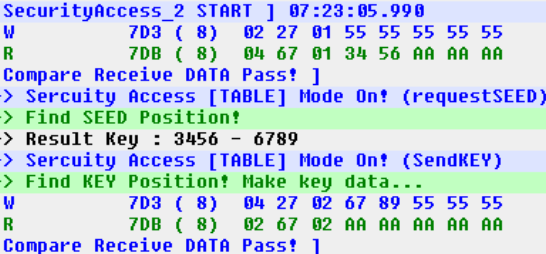 SecurityAccess_2 START ] 07:23:05.990
W 7D3 ( 8) 02 27 01 55 55 55 55 55
R 7DB ( 8) 04 67 01 34 56 AA AA AA
Compare Receive DATA Pass! ]
-> Sercuity Access [TABLE] Mode On! (requestSEED)
-> Find SEED Position!
-> Result Key : 3456 - 6789
-> Sercuity Access [TABLE] Mode On! (SendKEY)
-> Find KEY Position! Make key data...
W 7D3 ( 8) 04 27 02 67 89 55 55 55
R 7DB ( 8) 02 67 02 AA AA AA AA AA
Compare Receive DATA Pass! ]